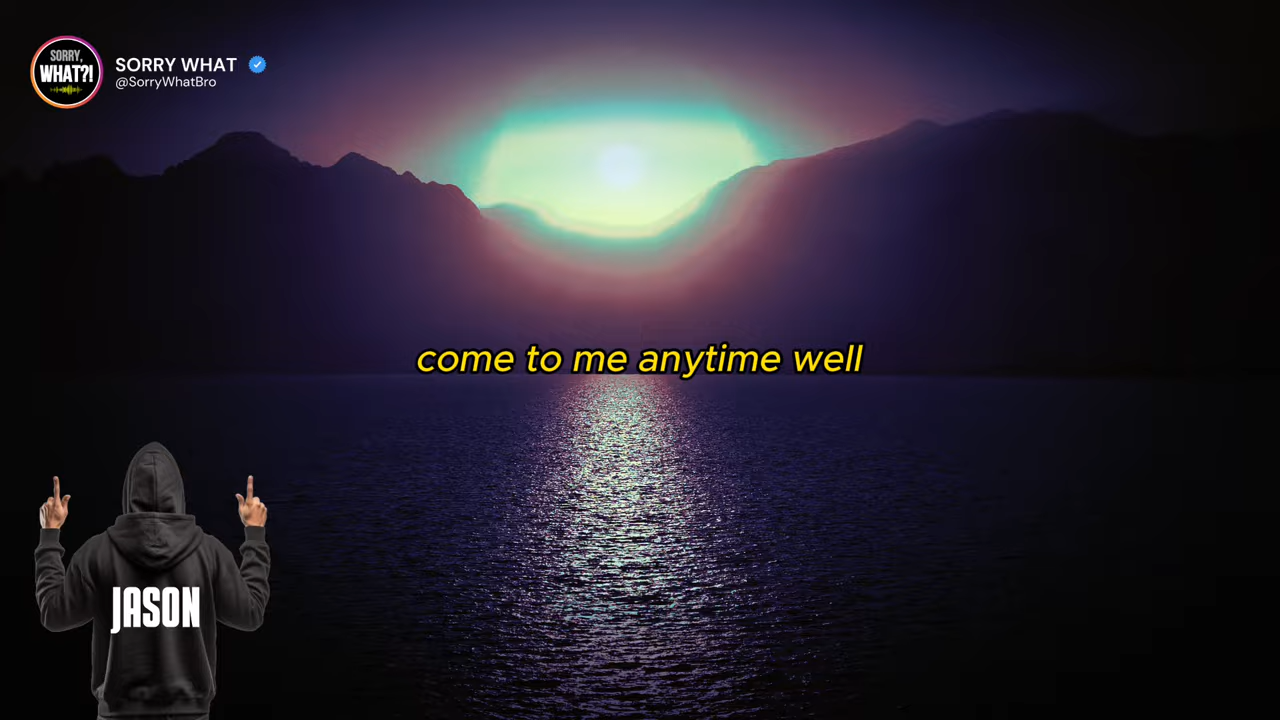 SORRY,
WHAT?!
SORRY WHAT
@SorryWhatBro
come to me anytime well
JASON